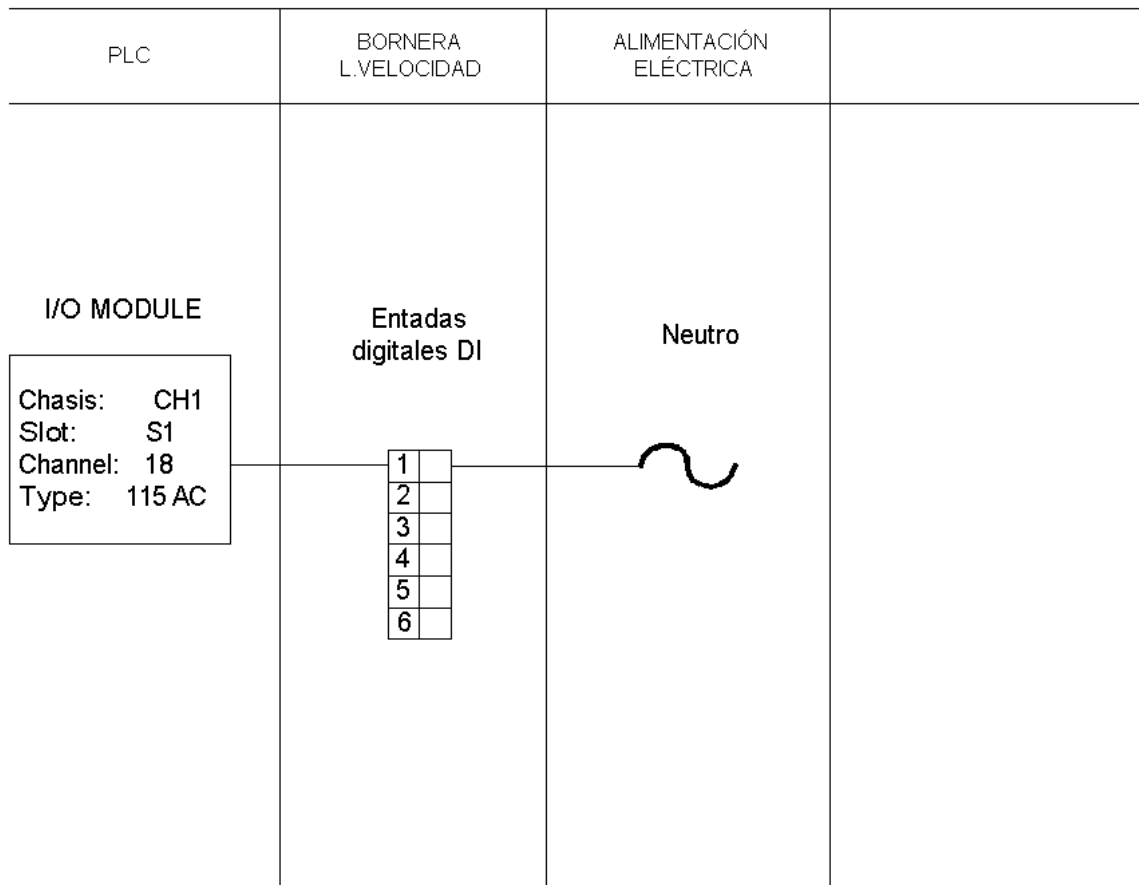 PLC
BORNERA
L.VELOCIDAD
ALIMENTACIÓN
ELÉCTRICA
I/O MODULE
Chasis: CH1
Slot: S1
Channel: 18
Type: 115 AC
Entadas
digitales DI
1
2
3
4
5
6
Neutro